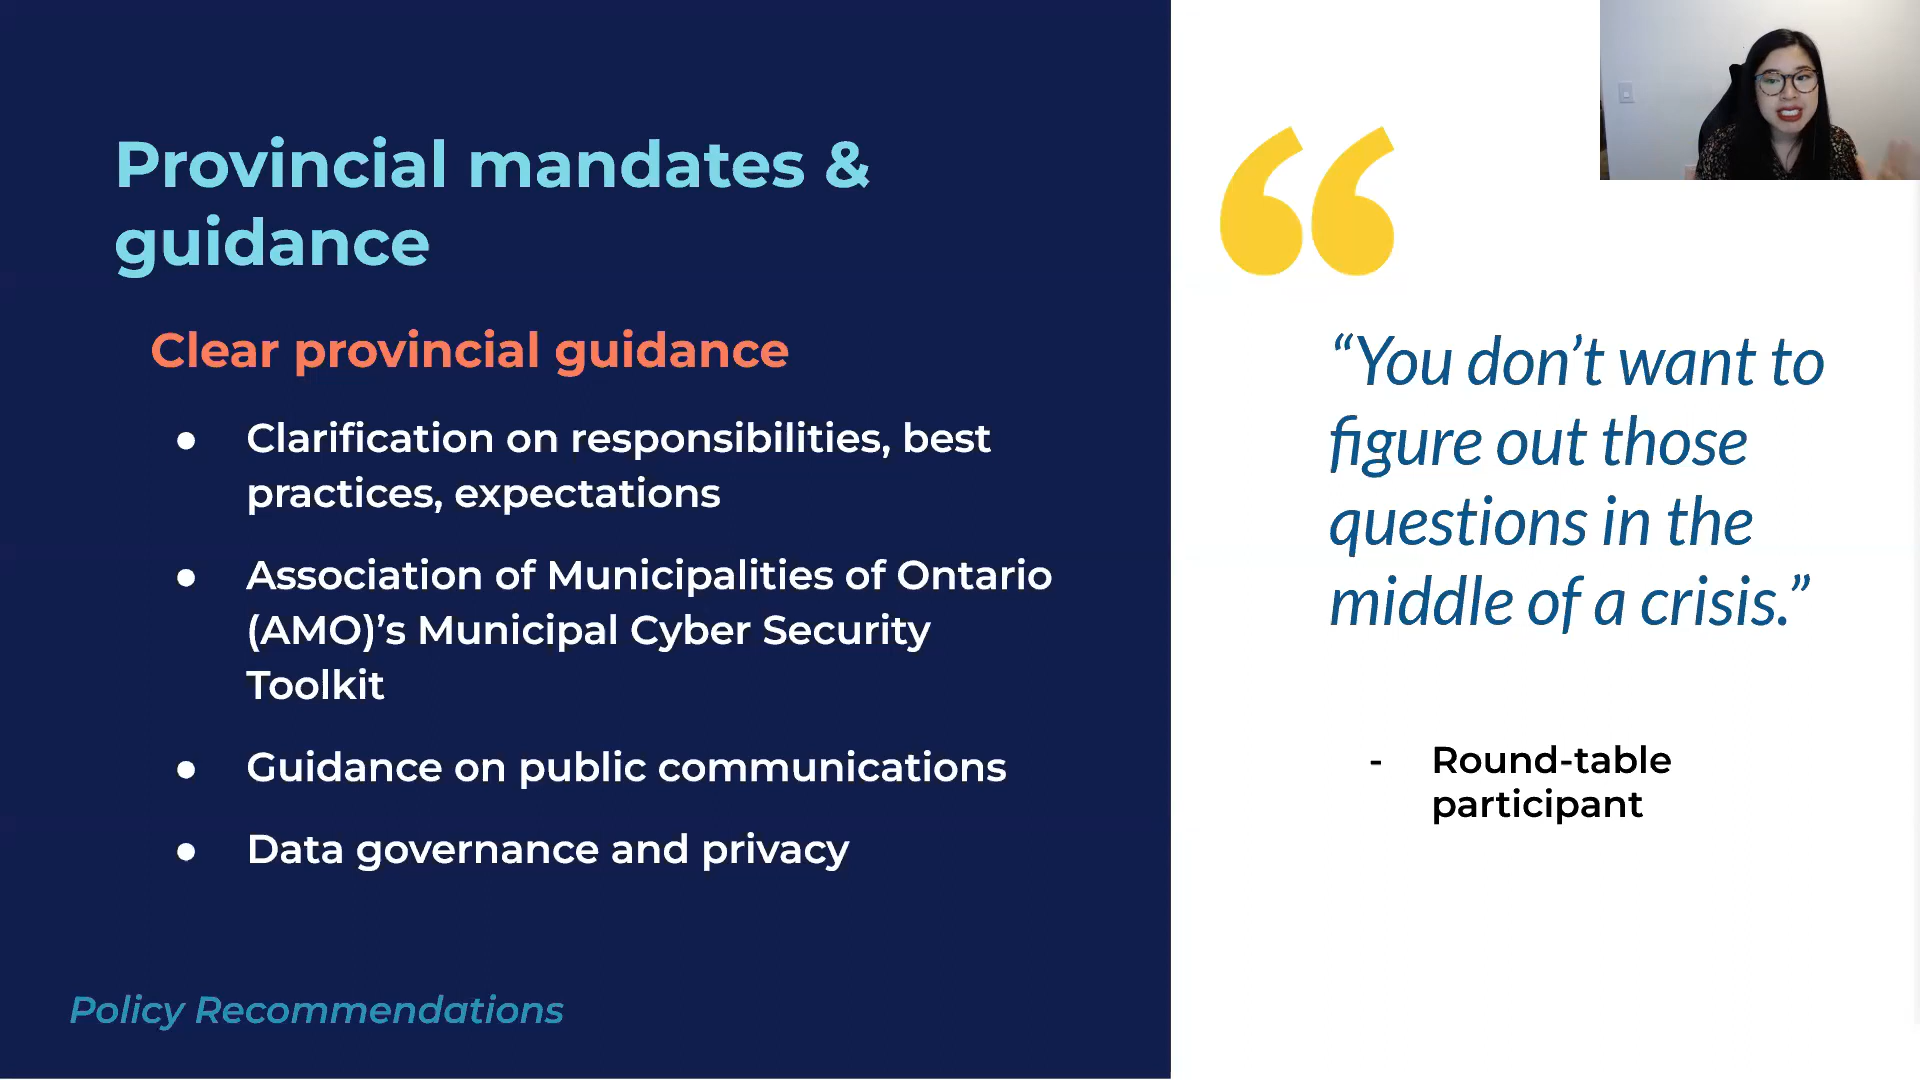 Provincial mandates &
guidance
Clear provincial guidance
● Clarification on responsibilities, best
practices, expectations
● Association of Municipalities of Ontario
(AMO)’s Municipal Cyber Security
Toolkit
● Guidance on public communications
● Data governance and privacy
Policy Recommendations
“
“You don’t want to
figure out those
questions in the
middle of a crisis.”
- Round-table
participant